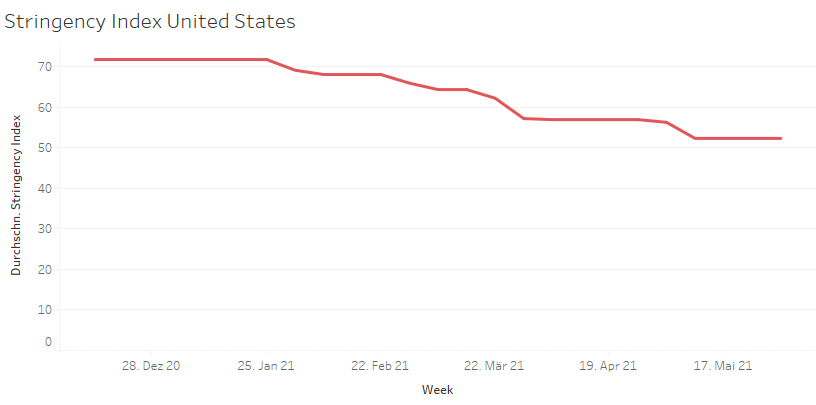 Stringency Index United States
Durchschn. Stringency Index
70
60
50
40
30
20
10
0
28. Dez 20
25. Jan 21
22. Feb 21
22. Mär 21
19. Apr 21
17. Mai 21
Week